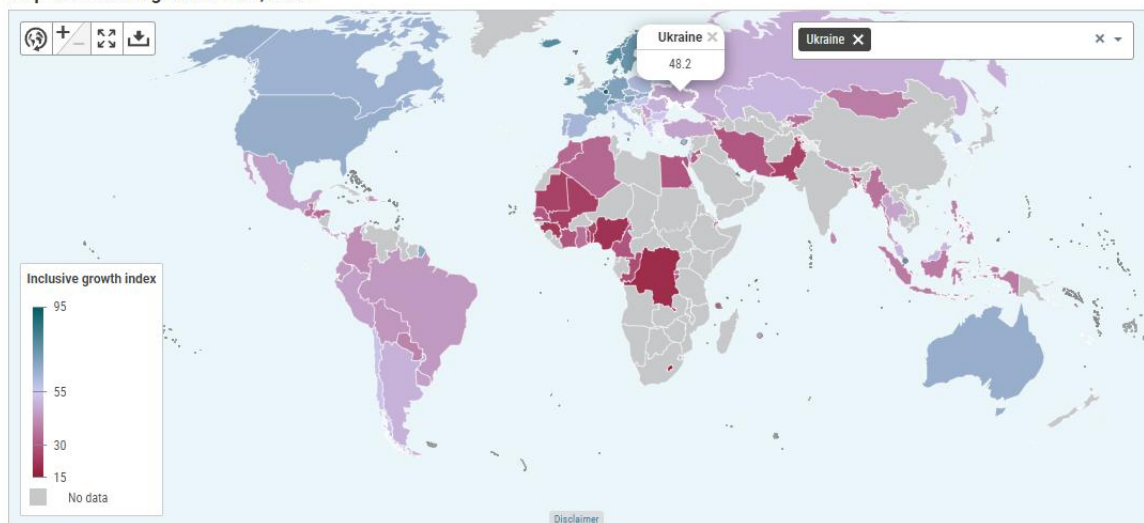 Ukraine ×
48.2
Ukraine ×
Inclusive growth index
95
55
30
15
No data
Disclaimer